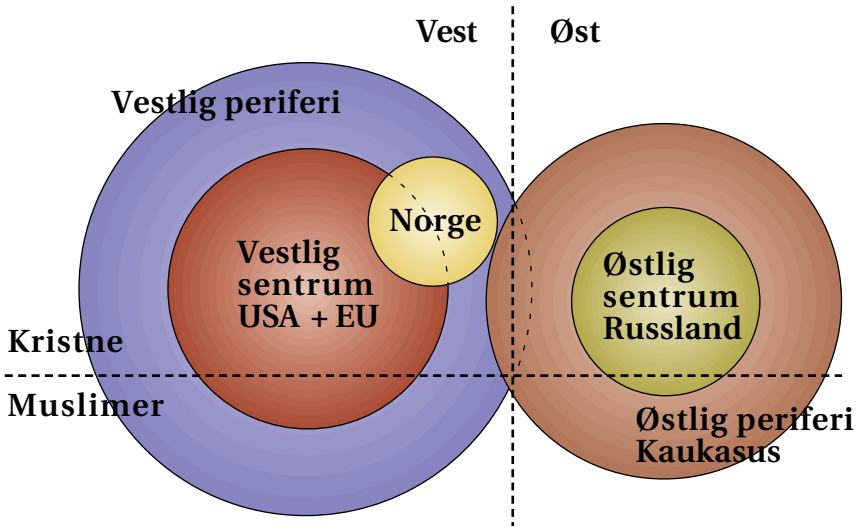 Vest
Øst
Vestlig periferi
Norge
Vestlig
sentrum
USA + EU
Østlig
sentrum
Russland
Kristne
Muslimer
Østlig periferi
Kaukasus